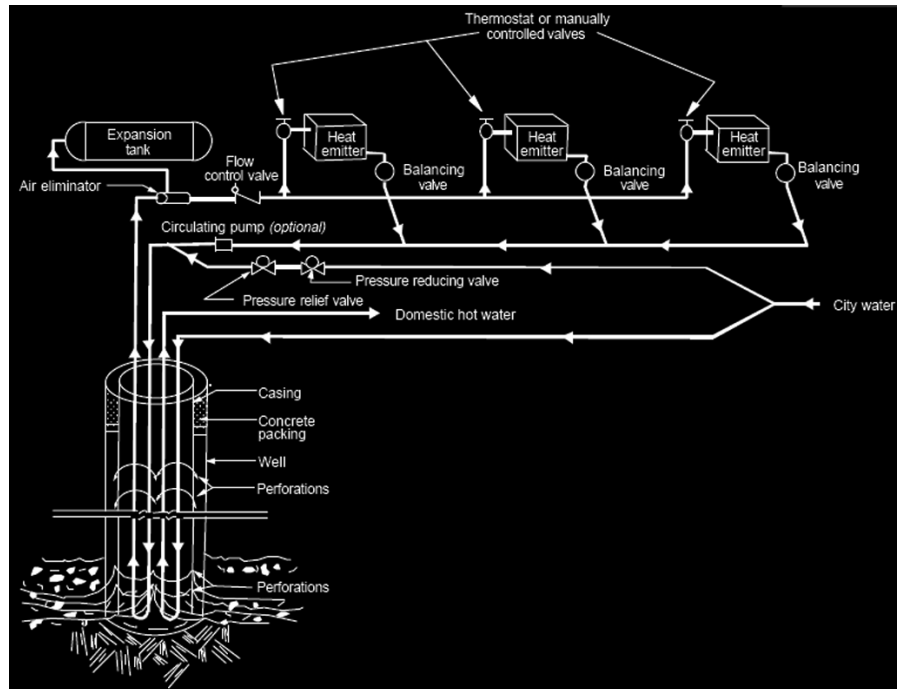 Thermostat or manually
controlled valves
Expansion
tank
Heat
emitter
Heat
emitter
Heat
emitter
Flow
control valve
Balancing
valve
Balancing
valve
Balancing
valve
Air eliminator
Circulating pump (optional)
Pressure reducing valve
Pressure relief valve
City water
Domestic hot water
Casing
Concrete
packing
Well
Perforations
Perforations